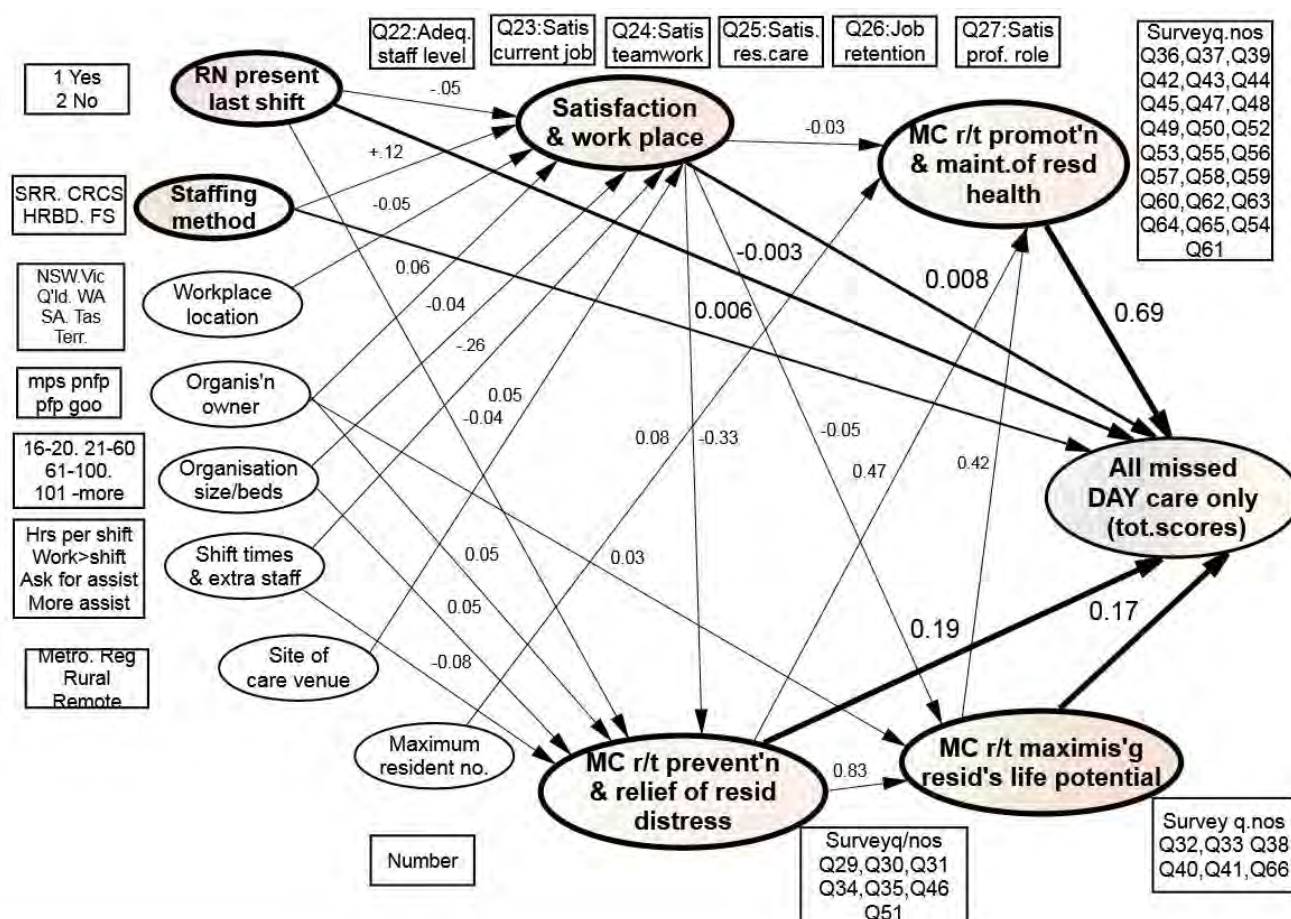 Q22:Adeq.
staff level
Q23:Satis
current job
Q24:Satis
teamwork
Q25:Satis.
res.care
Q26:Job
retention
Q27:Satis
prof. role
Surveyq.nos
Q36,Q37,Q39
Q42,Q43,Q44
Q45,Q47,Q48
Q49,Q50,Q52
Q53,Q55,Q56
Q57,Q58,Q59
Q60,Q62,Q63
Q64,Q65,Q54
Q61
1 Yes
2 No
RN present
last shift
-.05
Satisfaction
& work place
-0.03
MC r/t promot'n
& maint.of resd
health
+.12
SRR. CRCS
HRBD. FS
Staffing
method
-0.05
NSW.Vic
Q'ld. WA
SA. Tas
Terr.
Workplace
location
0.06
-0.04
-.26
-0.003
0.006
0.008
0.69
mps pnfp
pfp goo
Organis'n
owner
0.05
-0.04
0.08
-0.33
-0.05
0.47
0.42
16-20. 21-60
61-100.
101 -more
Organisation
size/beds
All missed
DAY care only
(tot.scores)
Hrs per shift
Work>shift
Ask for assist
More assist
Shift times
& extra staff
0.05
0.03
0.05
-0.08
0.19
0.17
Metro. Reg
Rural
Remote
Site of
care venue
Maximum
resident no.
MC r/t prevent'n
& relief of resid
distress
0.83
MC r/t maximis'g
resid's life potential
Number
Surveyq/nos
Q29,Q30,Q31
Q34,Q35,Q46
Q51
Survey q.nos
Q32,Q33 Q38
Q40,Q41,Q66